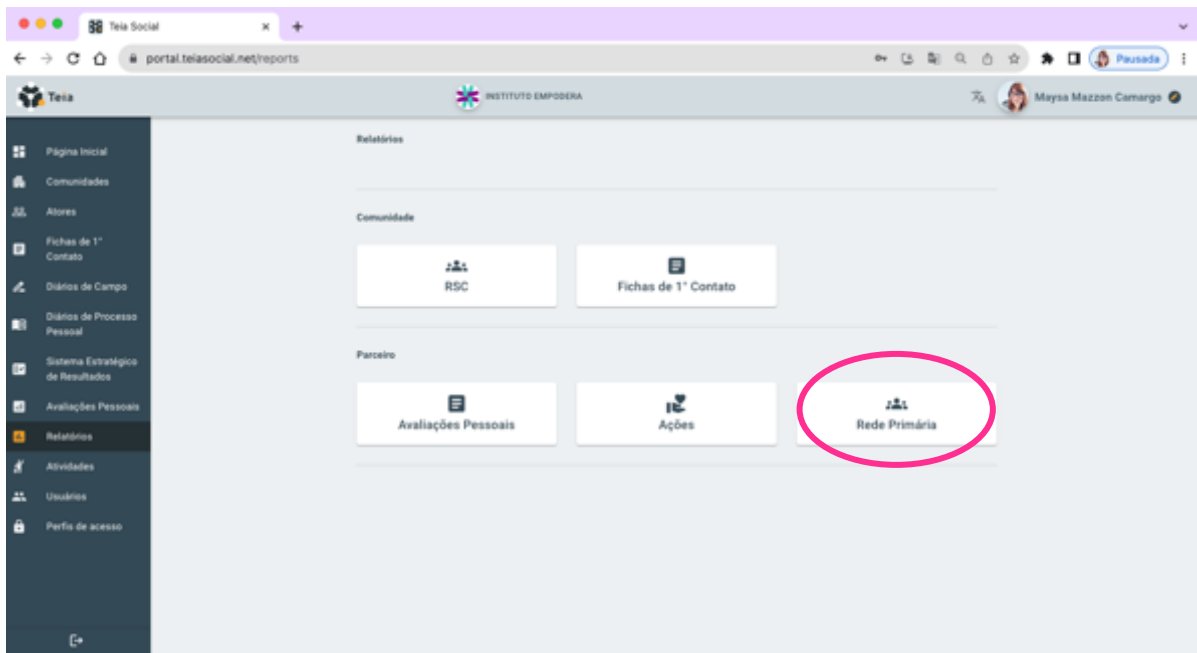 Teia Social
portal.teiasocial.net/reports
Pausada
Teia
INSTITUTO EMPODERA
Maysa Mazzon Camargo
Página Inicial
Comunidades
Atores
Fichas de 1°
Contato
Diários de Campo
Diários de Processo
Pessoal
Sistema Estratégico
de Resultados
Avaliações Pessoais
Relatórios
Atividades
Usuários
Perfis de acesso
Relatórios
Comunidade
RSC
Fichas de 1° Contato
Parceiro
Avaliações Pessoais
Ações
Rede Primária